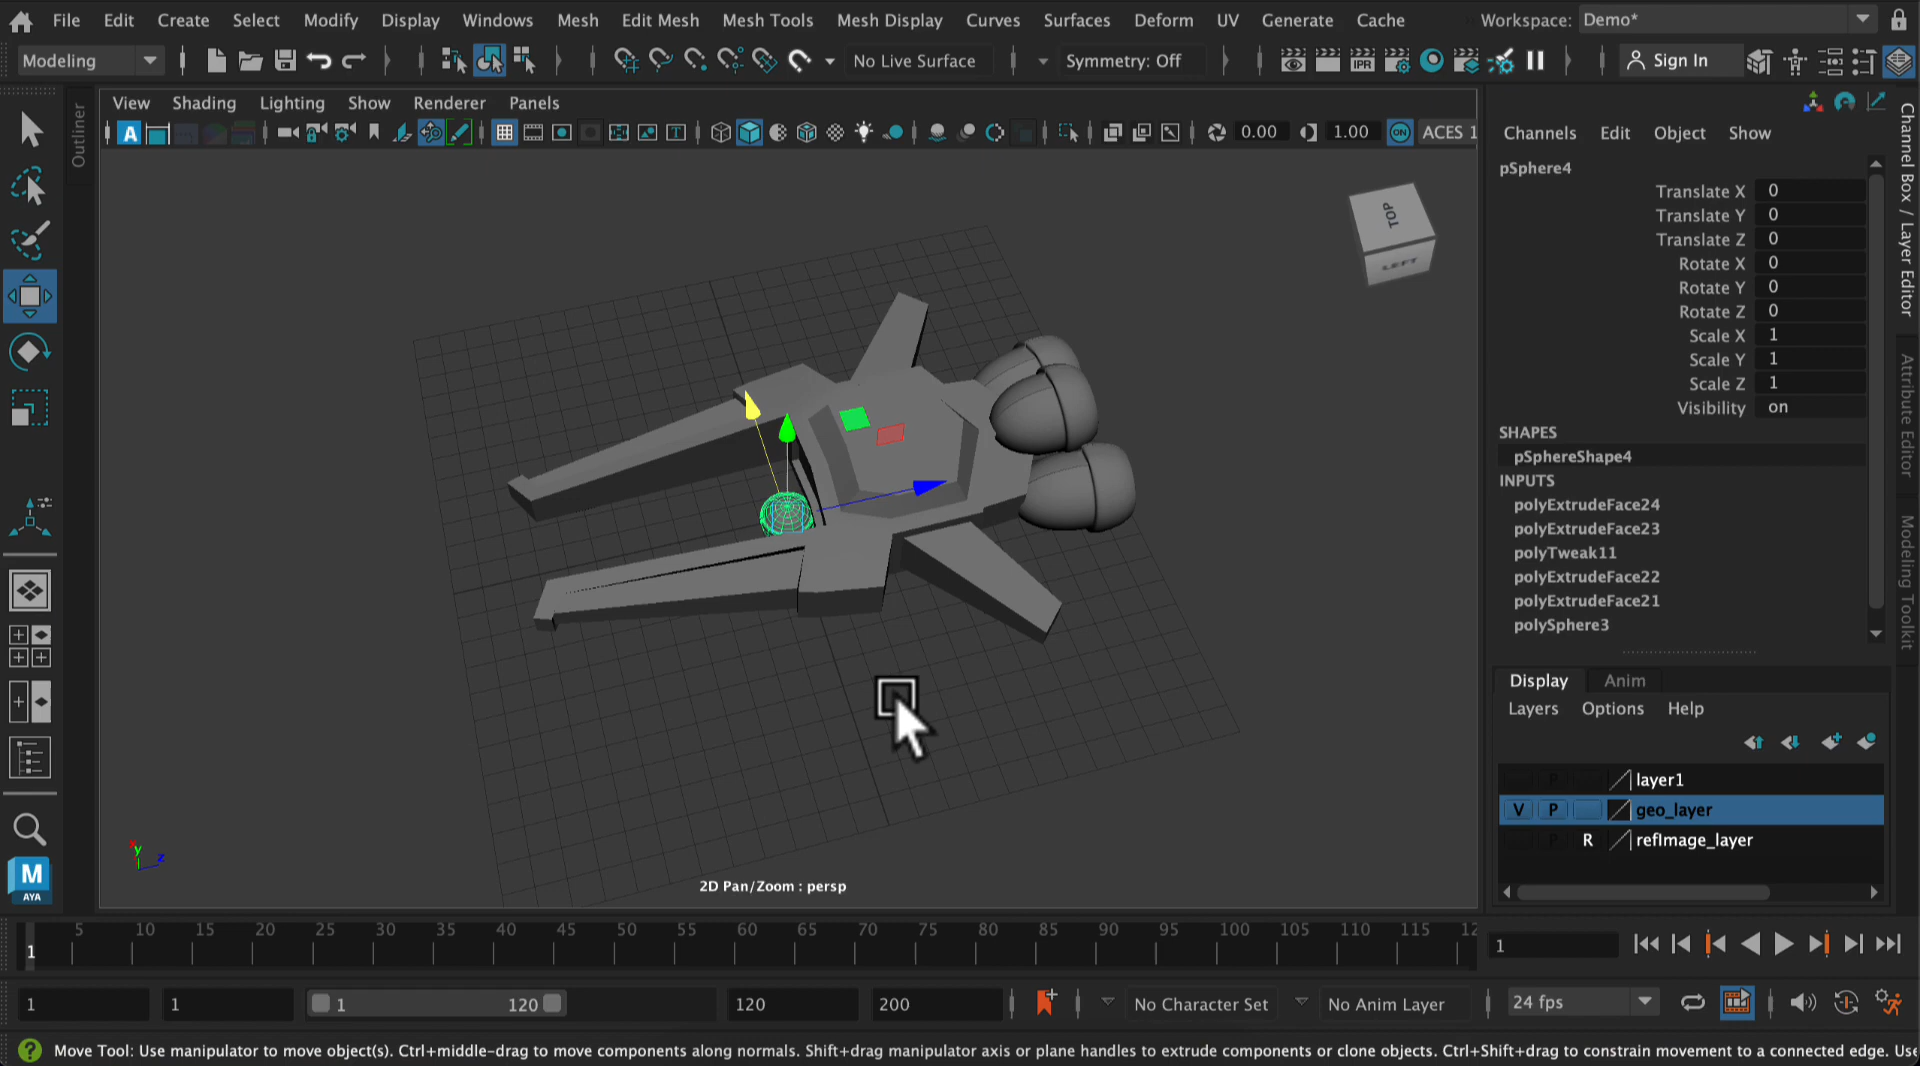 File Edit Create Select Modify Display Windows Mesh Edit Mesh Mesh Tools Mesh Display Curves Surfaces Deform UV Generate Cache Workspace: Demo*
Modeling No Live Surface Symmetry: Off IPR Sign In
View Shading Lighting Show Renderer Panels
A T 0.00 1.00 ON ACES 1
Outliner
TOP
LEFT
Channels Edit Object Show
pSphere4
Translate X 0
Translate Y 0
Translate Z 0
Rotate X 0
Rotate Y 0
Rotate Z 0
Scale X 1
Scale Y 1
Scale Z 1
Visibility on
SHAPES
pSphereShape4
INPUTS
polyExtrudeFace24
polyExtrudeFace23
polyTweak11
polyExtrudeFace22
polyExtrudeFace21
polySphere3
Channel Box / Layer Editor
Attribute Editor
Modeling Toolkit
Display Anim
Layers Options Help
P layer1
V P geo_layer
P R refImage_layer
M
AYA
x y z
2D Pan/Zoom : persp
5 10 15 20 25 30 35 40 45 50 55 60 65 70 75 80 85 90 95 100 105 110 115 12
1 1
1 1 1 120 120 200 No Character Set No Anim Layer 24 fps
? Move Tool: Use manipulator to move object(s). Ctrl+middle-drag to move components along normals. Shift+drag manipulator axis or plane handles to extrude components or clone objects. Ctrl+Shift+drag to constrain movement to a connected edge. Use